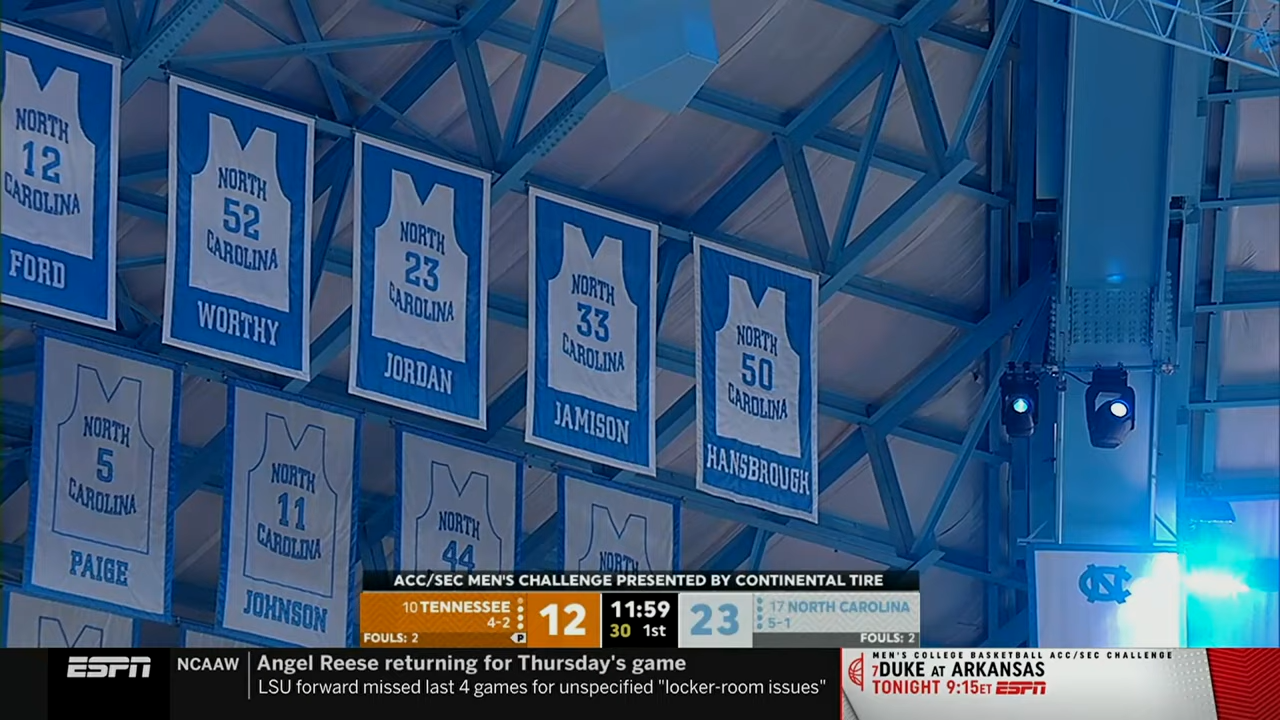 NORTH
12
CAROLINA
FORD
NORTH
52
CAROLINA
WORTHY
NORTH
23
CAROLINA
JORDAN
NORTH
33
CAROLINA
JAMISON
NORTH
50
CAROLINA
HANSBROUGH
NORTH
5
CAROLINA
PAIGE
NORTH
11
CAROLINA
JOHNSON
NORTH
44
NORTH
NC
ACC/SEC MEN'S CHALLENGE PRESENTED BY CONTINENTAL TIRE
10 TENNESSEE
4-2
FOULS: 2
P
12
11:59
30 1st
23
17 NORTH CAROLINA
5-1
FOULS: 2
ESPN
NCAAW
Angel Reese returning for Thursday's game
LSU forward missed last 4 games for unspecified "locker-room issues"
MEN'S COLLEGE BASKETBALL ACC/SEC CHALLENGE
7 DUKE AT ARKANSAS
TONIGHT 9:15ET ESPN